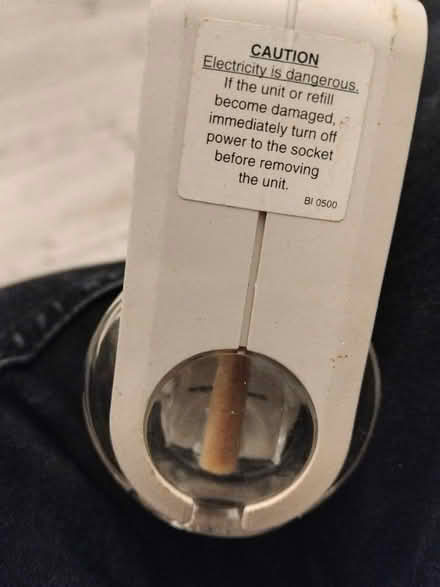 CAUTION
Electricity is dangerous.
If the unit or refill
become damaged,
immediately turn off
power to the socket
before removing
the unit.
BI 0500